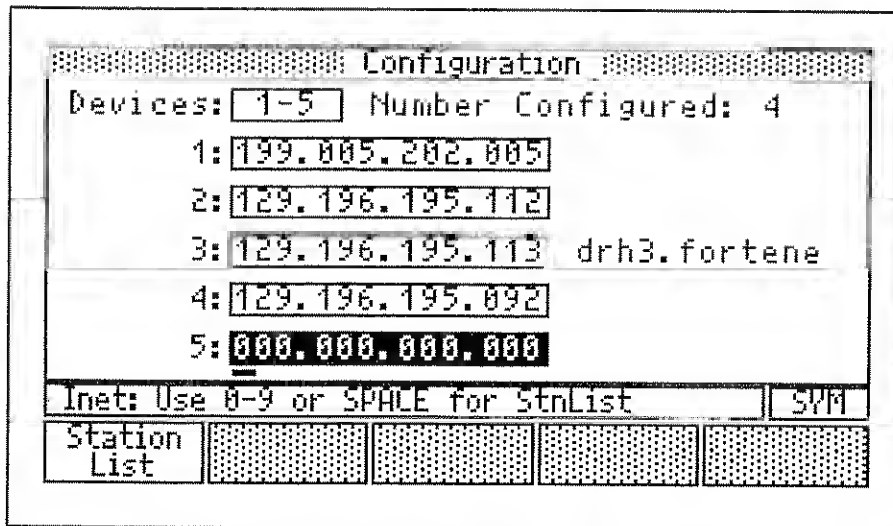 Configuration
Devices: 1-5 Number Configured: 4
1: 199.005.202.005
2: 129.196.195.112
3: 129.196.195.113 drh3.fortene
4: 129.196.195.092
5: 000.000.000.000
Inet: Use 0-9 or SPACE for StnList SYM
Station
List